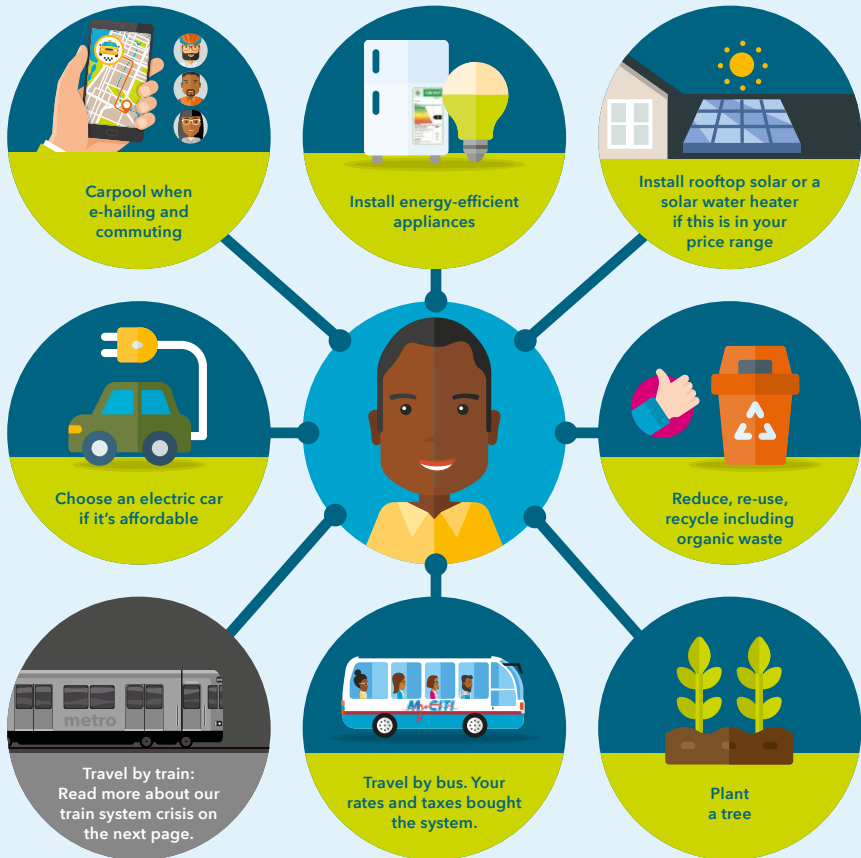 Carpool when
e-hailing and
commuting
Install energy-efficient
appliances
Install rooftop solar or a
solar water heater
if this is in your
price range
Choose an electric car
if it's affordable
Reduce, re-use,
recycle including
organic waste
metro
Travel by train:
Read more about our
train system crisis on
the next page.
MyCiTi
Travel by bus. Your
rates and taxes bought
the system.
Plant
a tree